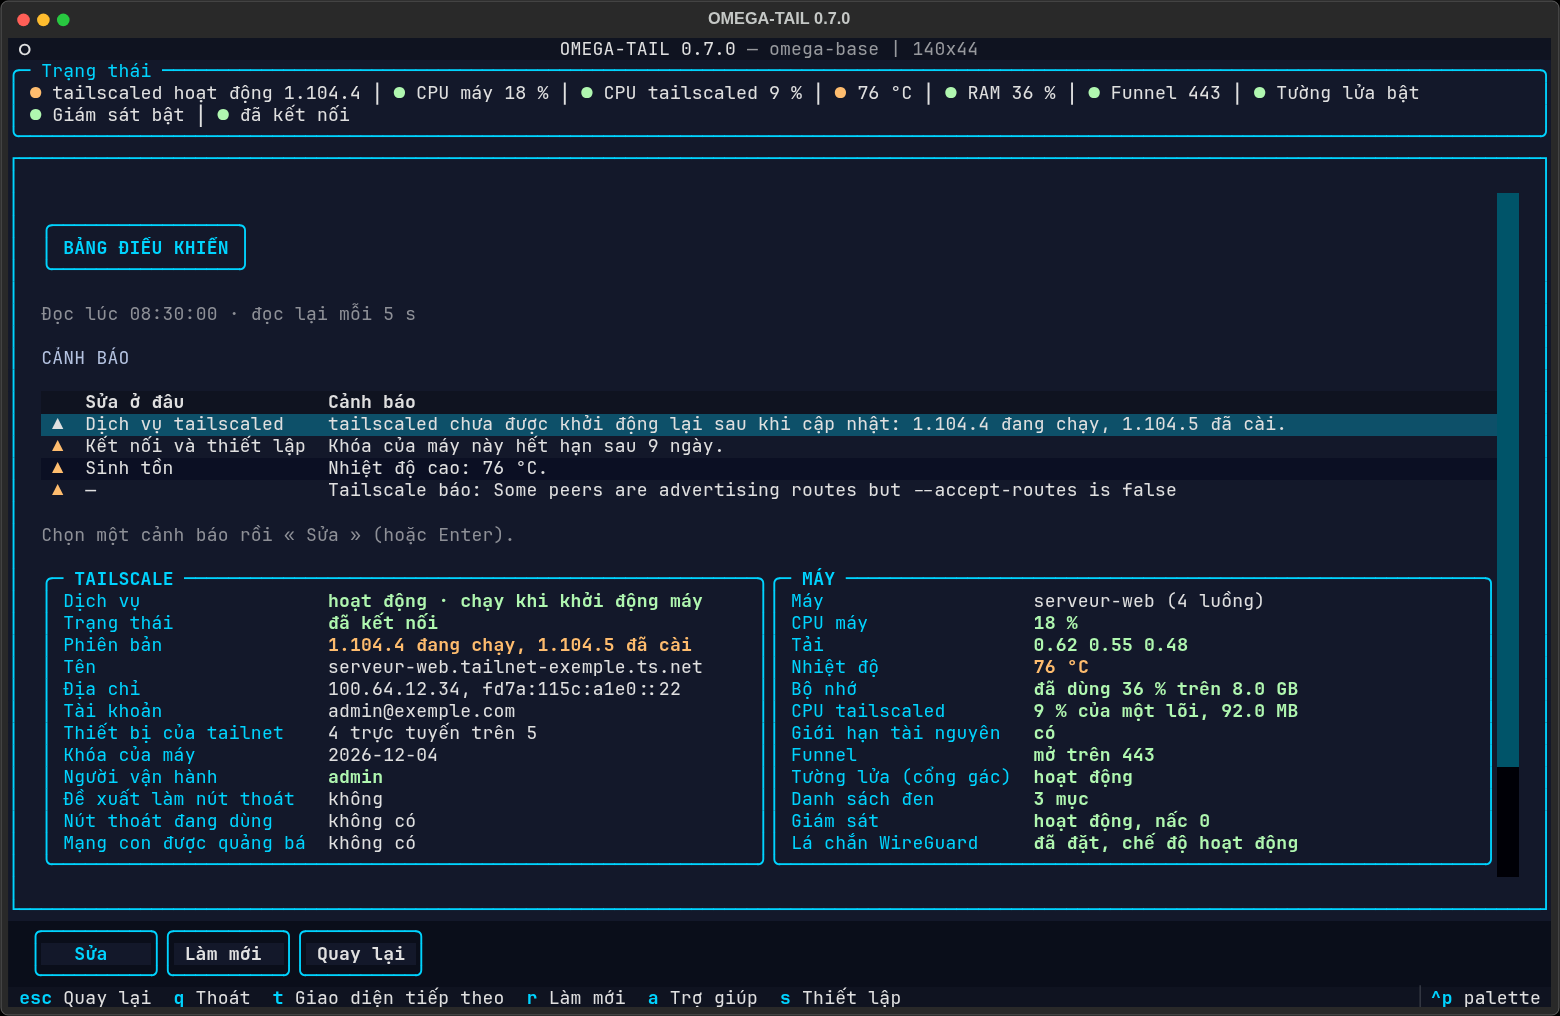 OMEGA-TAIL 0.7.0
OMEGA-TAIL 0.7.0 — omega-base | 140x44
Trạng thái
tailscaled hoạt động 1.104.4 │ ● CPU máy 18 % │ ● CPU tailscaled 9 % │ ● 76 °C │ ● RAM 36 % │ ● Funnel 443 │ ● Tường lửa bật
● Giám sát bật │ ● đã kết nối
BẢNG ĐIỀU KHIỂN
Đọc lúc 08:30:00 · đọc lại mỗi 5 s
CẢNH BÁO
Sửa ở đâu Cảnh báo
▲ Dịch vụ tailscaled tailscaled chưa được khởi động lại sau khi cập nhật: 1.104.4 đang chạy, 1.104.5 đã cài.
▲ Kết nối và thiết lập Khóa của máy này hết hạn sau 9 ngày.
▲ Sinh tồn Nhiệt độ cao: 76 °C.
▲ — Tailscale báo: Some peers are advertising routes but --accept-routes is false
Chọn một cảnh báo rồi « Sửa » (hoặc Enter).
TAILSCALE
Dịch vụ hoạt động · chạy khi khởi động máy
Trạng thái đã kết nối
Phiên bản 1.104.4 đang chạy, 1.104.5 đã cài
Tên serveur-web.tailnet-exemple.ts.net
Địa chỉ 100.64.12.34, fd7a:115c:a1e0::22
Tài khoản admin@exemple.com
Thiết bị của tailnet 4 trực tuyến trên 5
Khóa của máy 2026-12-04
Người vận hành admin
Đề xuất làm nút thoát không
Nút thoát đang dùng không có
Mạng con được quảng bá không có
MÁY
Máy serveur-web (4 luồng)
CPU máy 18 %
Tải 0.62 0.55 0.48
Nhiệt độ 76 °C
Bộ nhớ đã dùng 36 % trên 8.0 GB
CPU tailscaled 9 % của một lõi, 92.0 MB
Giới hạn tài nguyên có
Funnel mở trên 443
Tường lửa (cổng gác) hoạt động
Danh sách đen 3 mục
Giám sát hoạt động, nấc 0
Lá chắn WireGuard đã đặt, chế độ hoạt động
Sửa Làm mới Quay lại
esc Quay lại q Thoát t Giao diện tiếp theo r Làm mới a Trợ giúp s Thiết lập ^p palette